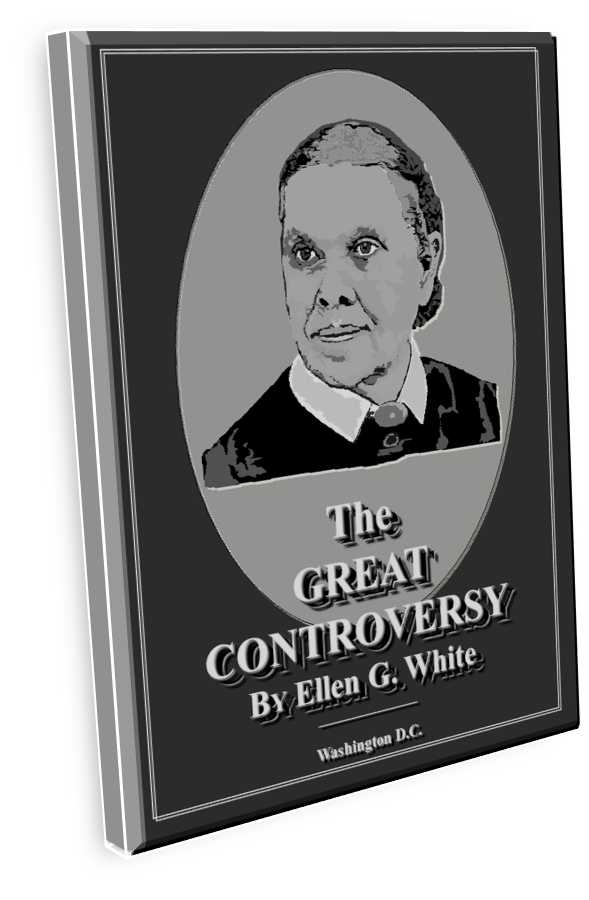 The
GREAT
CONTROVERSY
By Ellen G. White
Washington D.C.